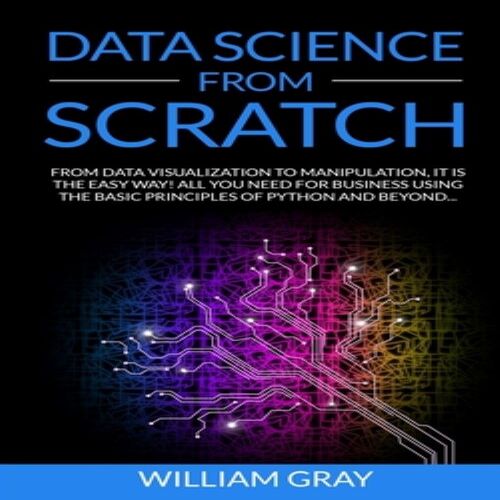 DATA SCIENCE
FROM
SCRATCH
FROM DATA VISUALIZATION TO MANIPULATION, IT IS
THE EASY WAY! ALL YOU NEED FOR BUSINESS USING
THE BASIC PRINCIPLES OF PYTHON AND BEYOND...
WILLIAM GRAY